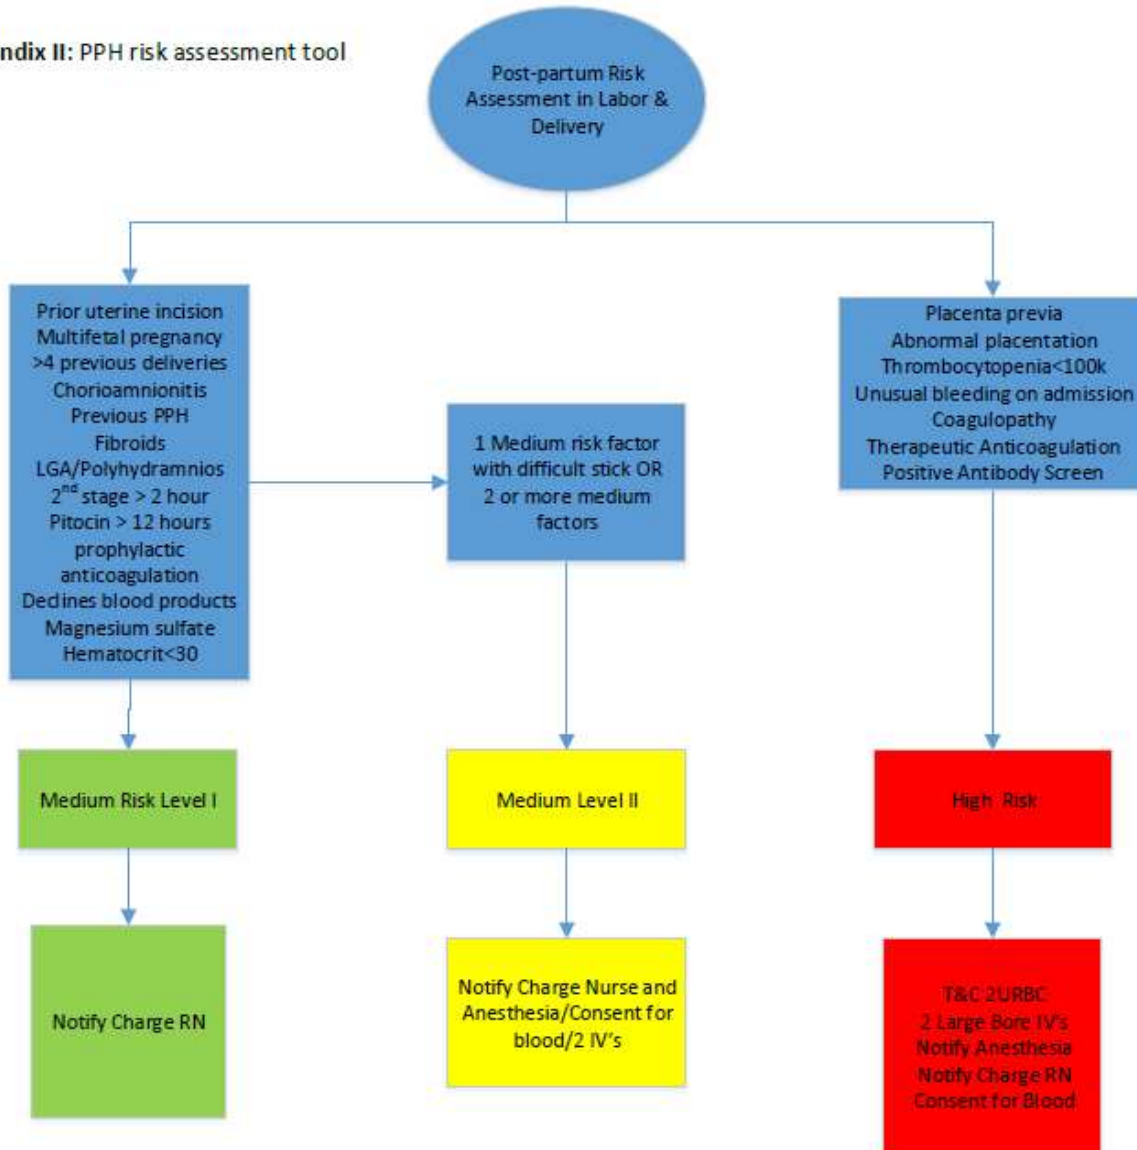 ndix II: PPH risk assessment tool
Post-partum Risk
Assessment in Labor &
Delivery
Prior uterine incision
Multifetal pregnancy
>4 previous deliveries
Chorioamnionitis
Previous PPH
Fibroids
LGA/Polyhydramnios
2nd stage > 2 hour
Pitocin > 12 hours
prophylactic
anticoagulation
Declines blood products
Magnesium sulfate
Hematocrit<30
1 Medium risk factor
with difficult stick OR
2 or more medium
factors
Placenta previa
Abnormal placentation
Thrombocytopenia<100k
Unusual bleeding on admission
Coagulopathy
Therapeutic Anticoagulation
Positive Antibody Screen
Medium Risk Level I
Medium Level II
High Risk
Notify Charge RN
Notify Charge Nurse and
Anesthesia/Consent for
blood/2 IV's
T&C 2URBC
2 Large Bore IV's
Notify Anesthesia
Notify Charge RN
Consent for Blood